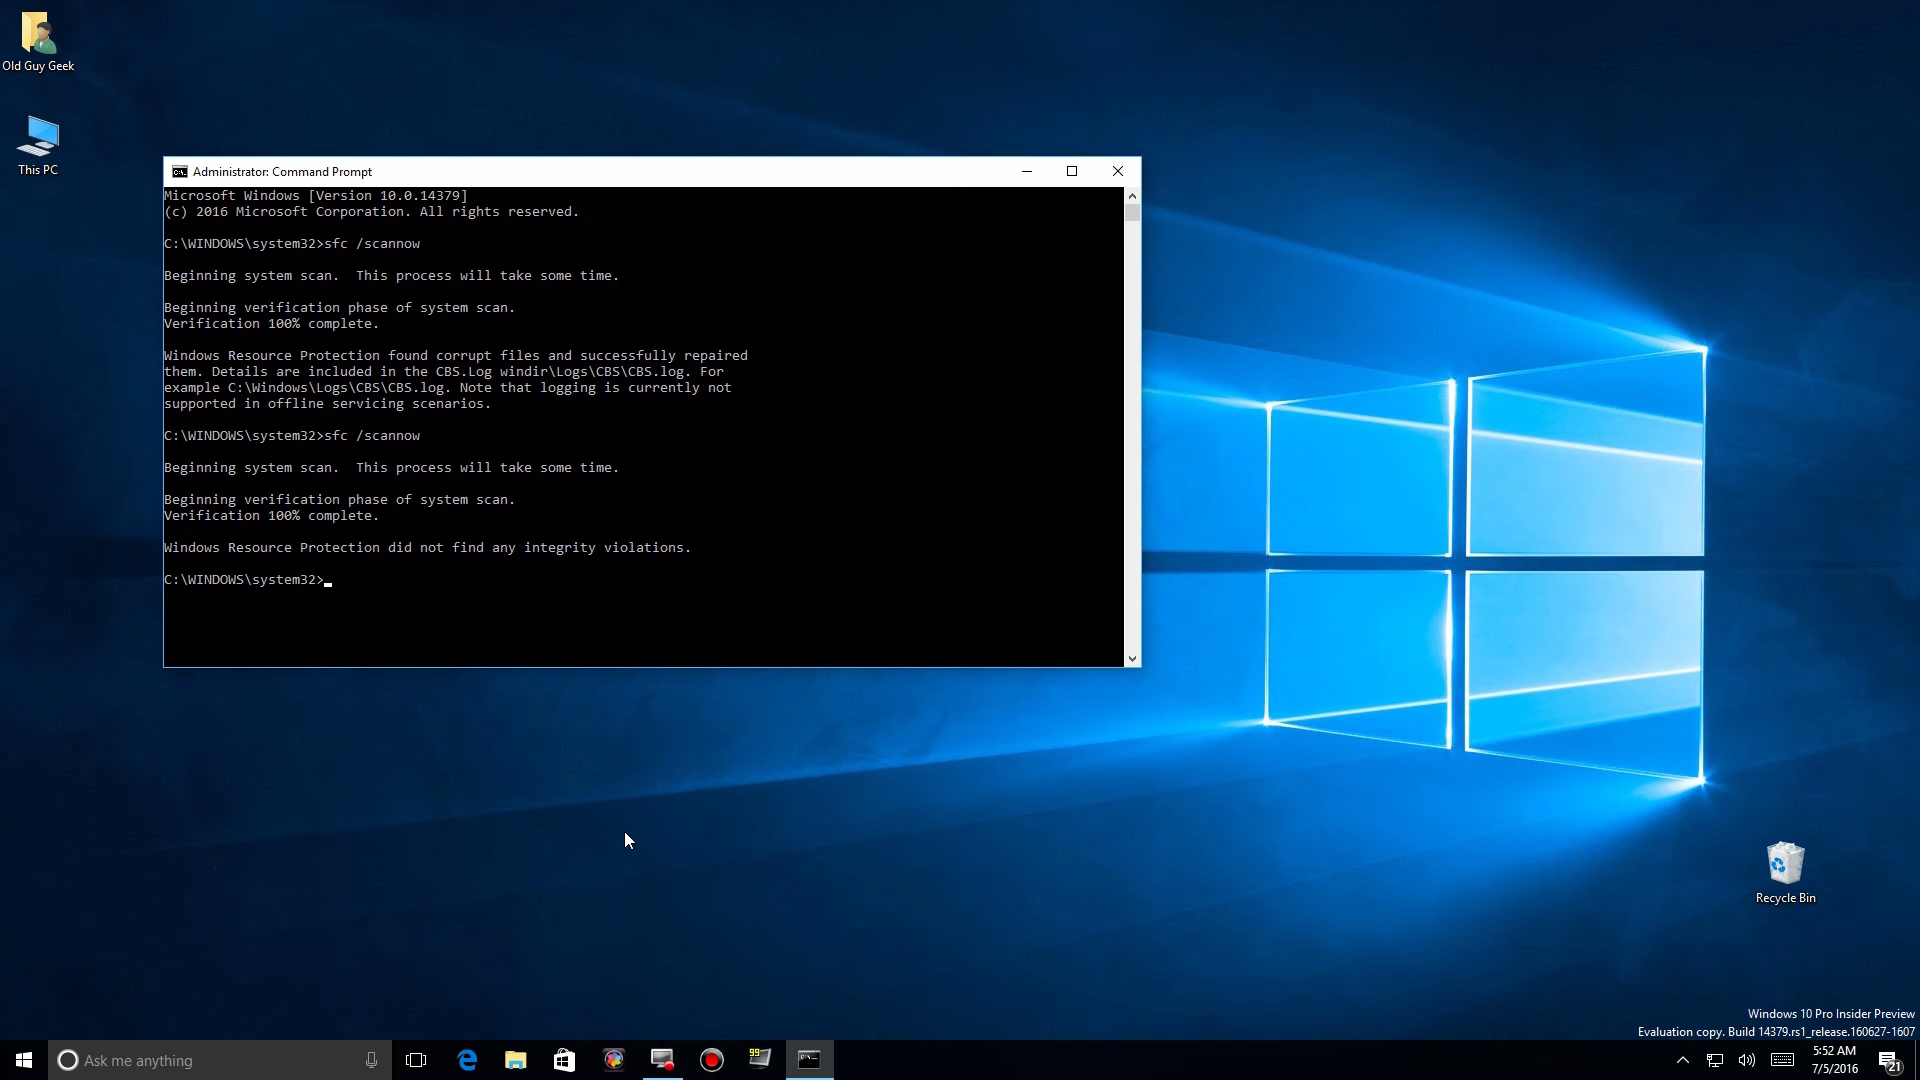 Old Guy Geek
This PC
Administrator: Command Prompt
Microsoft Windows [Version 10.0.14379]
(c) 2016 Microsoft Corporation. All rights reserved.
C:\WINDOWS\system32>sfc /scannow
Beginning system scan.  This process will take some time.
Beginning verification phase of system scan.
Verification 100% complete.
Windows Resource Protection found corrupt files and successfully repaired
them. Details are included in the CBS.Log windir\Logs\CBS\CBS.log. For
example C:\Windows\Logs\CBS\CBS.log. Note that logging is currently not
supported in offline servicing scenarios.
C:\WINDOWS\system32>sfc /scannow
Beginning system scan.  This process will take some time.
Beginning verification phase of system scan.
Verification 100% complete.
Windows Resource Protection did not find any integrity violations.
C:\WINDOWS\system32>_
Recycle Bin
Windows 10 Pro Insider Preview
Evaluation copy. Build 14379.rs1_release.160627-1607
Ask me anything
99
5:52 AM
7/5/2016
21